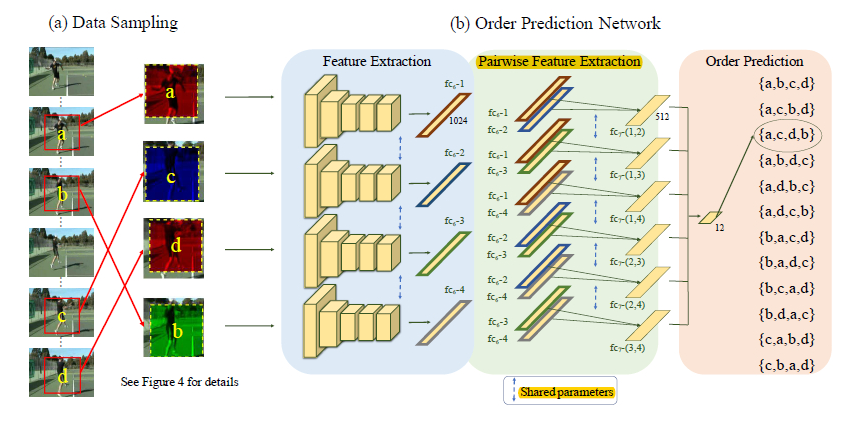 (a) Data Sampling
(b) Order Prediction Network
a
b
c
d
a
c
d
b
See Figure 4 for details
Feature Extraction
fc₆-1
1024
fc₆-2
fc₆-3
fc₆-4
Pairwise Feature Extraction
fc₆-1
fc₆-2
fc₆-1
fc₆-3
fc₆-1
fc₆-4
fc₆-2
fc₆-3
fc₆-2
fc₆-4
fc₆-3
fc₆-4
512
fc₇-(1,2)
fc₇-(1,3)
fc₇-(1,4)
fc₇-(2,3)
fc₇-(2,4)
fc₇-(3,4)
Shared parameters
12
Order Prediction
{a,b,c,d}
{a,c,b,d}
{a,c,d,b}
{a,b,d,c}
{a,d,b,c}
{a,d,c,b}
{b,a,c,d}
{b,a,d,c}
{b,c,a,d}
{b,d,a,c}
{c,a,b,d}
{c,b,a,d}